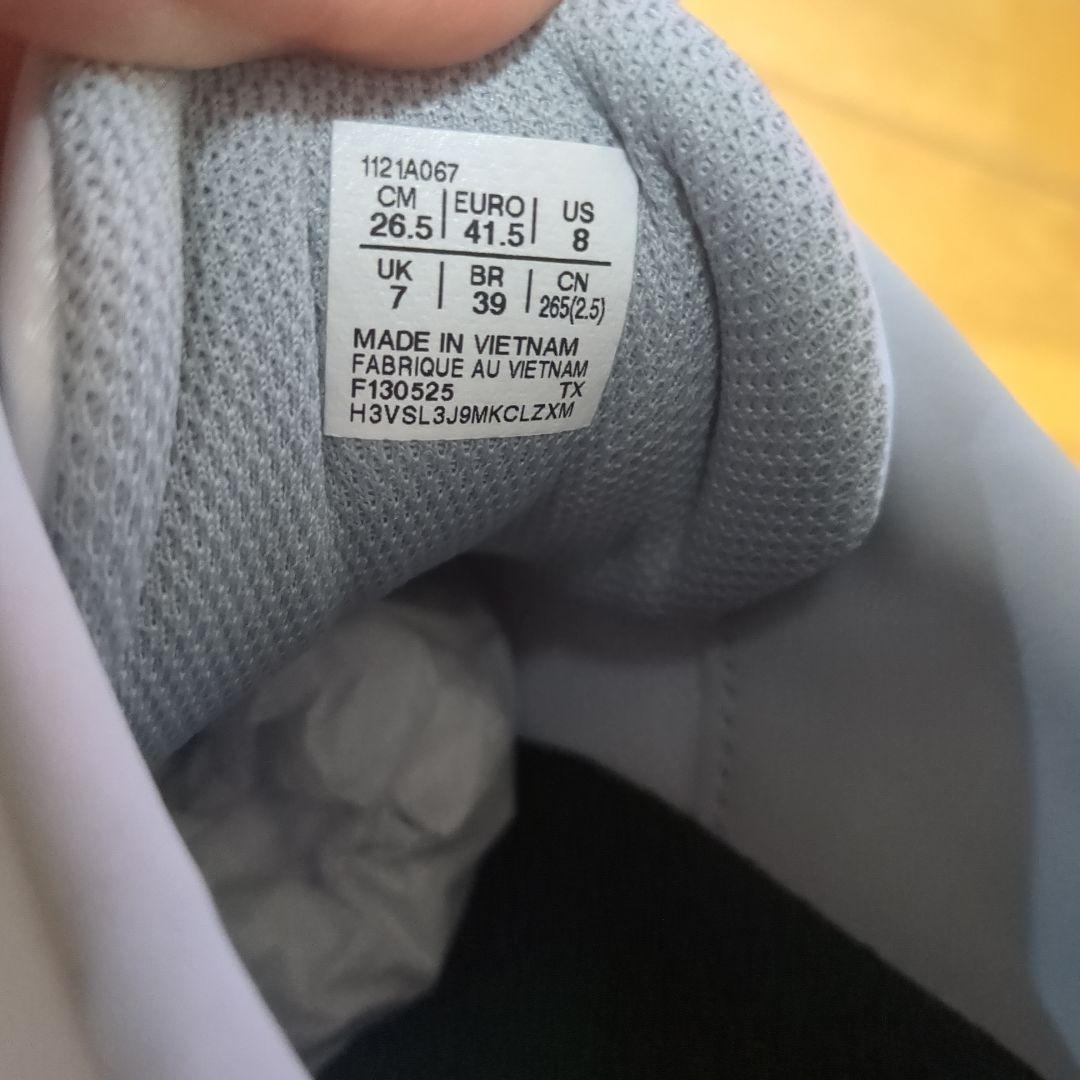 1121A067
CM | EURO | US
26.5 | 41.5 | 8
UK | BR | CN
7 | 39 | 265(2.5)
MADE IN VIETNAM
FABRIQUE AU VIETNAM
F130525 TX
H3VSL3J9MKCLZXM